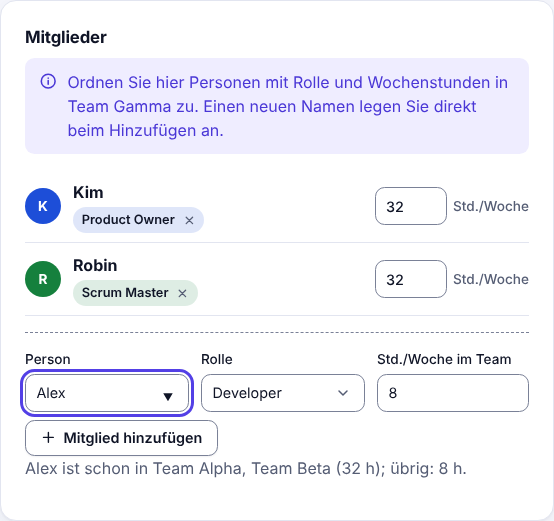 Mitglieder
Ordnen Sie hier Personen mit Rolle und Wochenstunden in
Team Gamma zu. Einen neuen Namen legen Sie direkt
beim Hinzufügen an.
K
Kim
Product Owner ×
32 Std./Woche
R
Robin
Scrum Master ×
32 Std./Woche
Person Rolle Std./Woche im Team
Alex Developer 8
+ Mitglied hinzufügen
Alex ist schon in Team Alpha, Team Beta (32 h); übrig: 8 h.